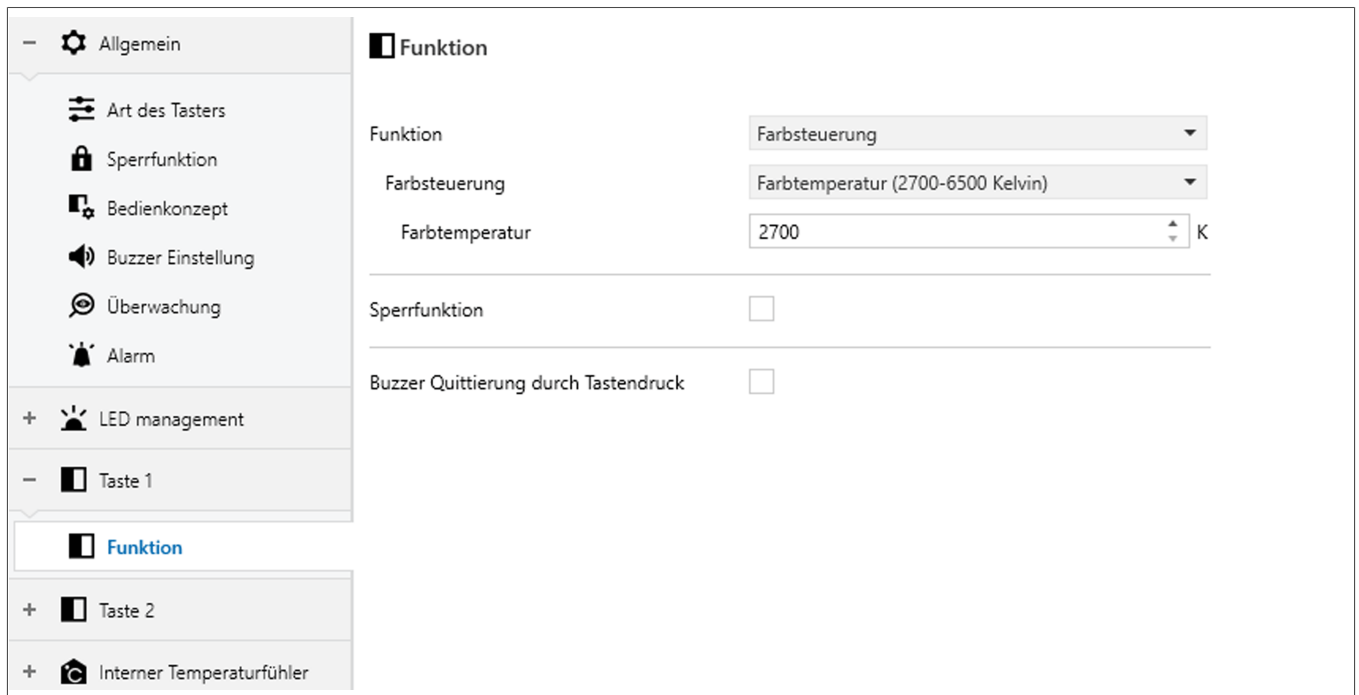 Allgemein
Art des Tasters
Sperrfunktion
Bedienkonzept
Buzzer Einstellung
Überwachung
Alarm
LED management
Taste 1
Funktion
Taste 2
°C Interner Temperaturfühler
Funktion
Funktion Farbsteuerung
Farbsteuerung Farbtemperatur (2700-6500 Kelvin)
Farbtemperatur 2700 K
Sperrfunktion
Buzzer Quittierung durch Tastendruck